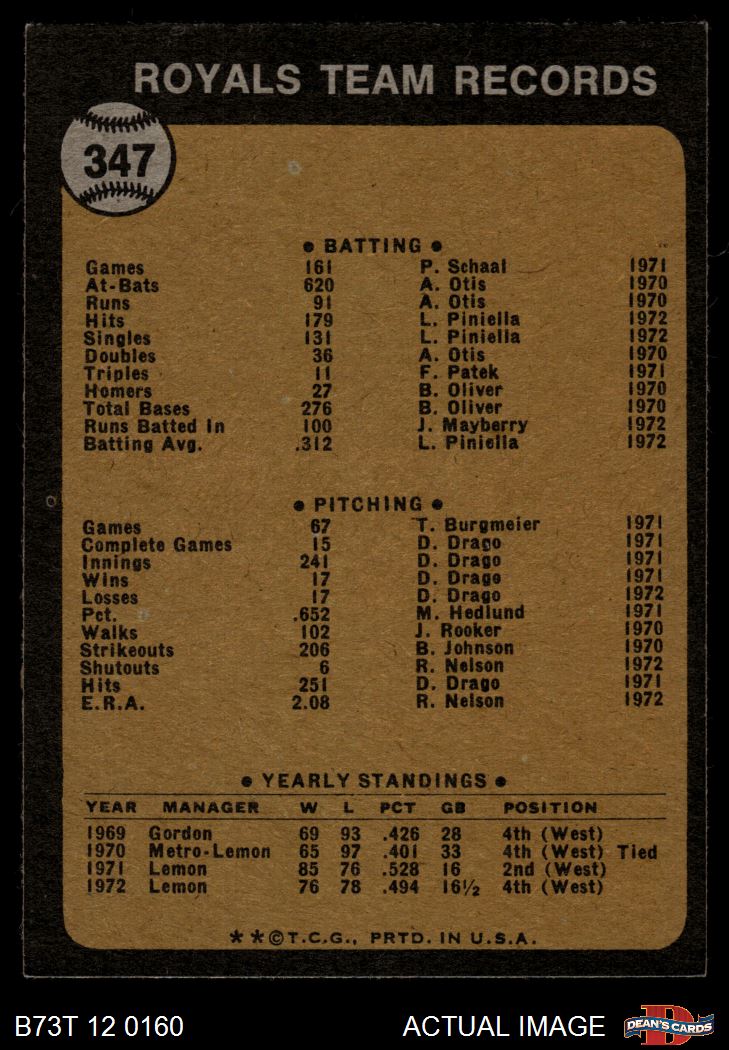 ROYALS TEAM RECORDS
347
• BATTING •
Games 161 P. Schaal 1971
At-Bats 620 A. Otis 1970
Runs 91 A. Otis 1970
Hits 179 L. Piniella 1972
Singles 131 L. Piniella 1972
Doubles 36 A. Otis 1970
Triples 11 F. Patek 1971
Homers 27 B. Oliver 1970
Total Bases 276 B. Oliver 1970
Runs Batted In 100 J. Mayberry 1972
Batting Avg. .312 L. Piniella 1972
• PITCHING •
Games 67 T. Burgmeier 1971
Complete Games 15 D. Drago 1971
Innings 241 D. Drago 1971
Wins 17 D. Drago 1971
Losses 17 D. Drago 1972
Pct. .652 M. Hedlund 1971
Walks 102 J. Rooker 1970
Strikeouts 206 B. Johnson 1970
Shutouts 6 R. Nelson 1972
Hits 251 D. Drago 1971
E.R.A. 2.08 R. Nelson 1972
• YEARLY STANDINGS •
YEAR MANAGER W L PCT GB POSITION
1969 Gordon 69 93 .426 28 4th (West)
1970 Metro-Lemon 65 97 .401 33 4th (West) Tied
1971 Lemon 85 76 .528 16 2nd (West)
1972 Lemon 76 78 .494 16½ 4th (West)
**©T.C.G., PRTD. IN U.S.A.
B73T 12 0160 ACTUAL IMAGE DEAN'S CARDS